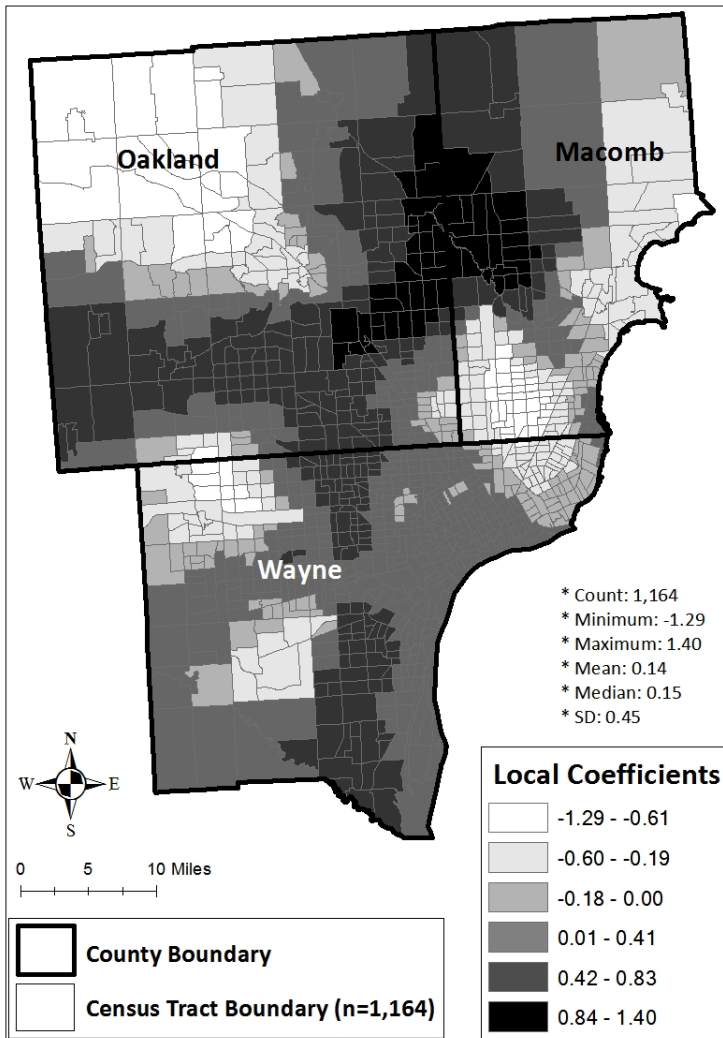 Oakland
Macomb
Wayne
* Count: 1,164
* Minimum: -1.29
* Maximum: 1.40
* Mean: 0.14
* Median: 0.15
* SD: 0.45
N
W E
S
0 5 10 Miles
County Boundary
Census Tract Boundary (n=1,164)
Local Coefficients
-1.29 - -0.61
-0.60 - -0.19
-0.18 - 0.00
0.01 - 0.41
0.42 - 0.83
0.84 - 1.40